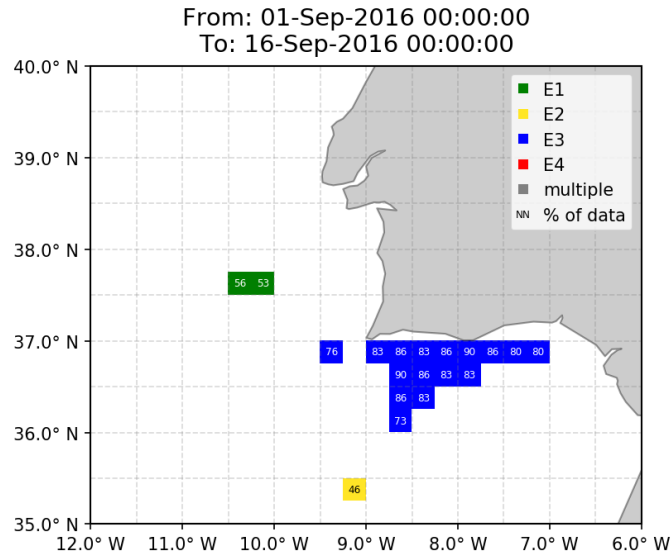 From: 01-Sep-2016 00:00:00
To: 16-Sep-2016 00:00:00
40.0° N
E1
E2
39.0° N
E3
E4
multiple
NN % of data
38.0° N
56 53
37.0° N
76 83 86 83 86 90 86 80 80
90 86 83 83
86 83
73
36.0° N
46
35.0° N
12.0° W 11.0° W 10.0° W 9.0° W 8.0° W 7.0° W 6.0° W